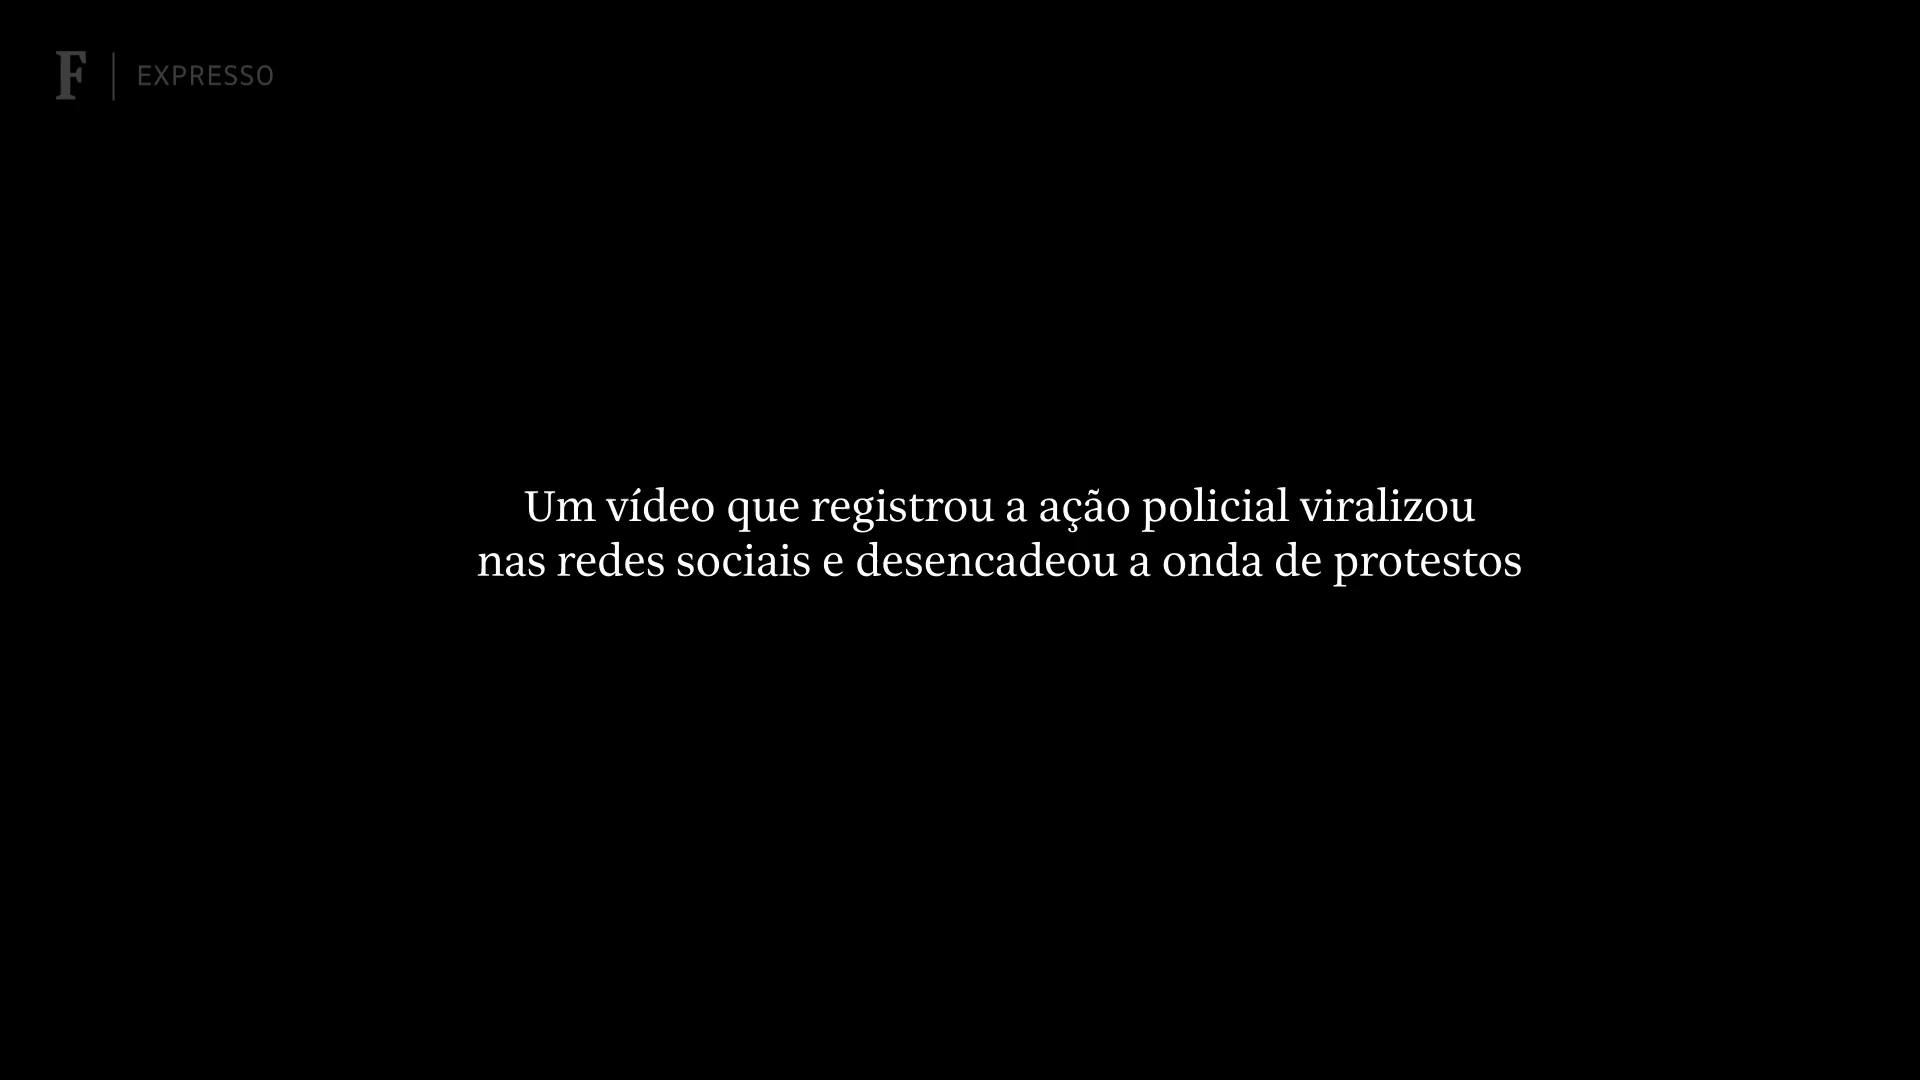 F | EXPRESSO
Um vídeo que registrou a ação policial viralizou
nas redes sociais e desencadeou a onda de protestos